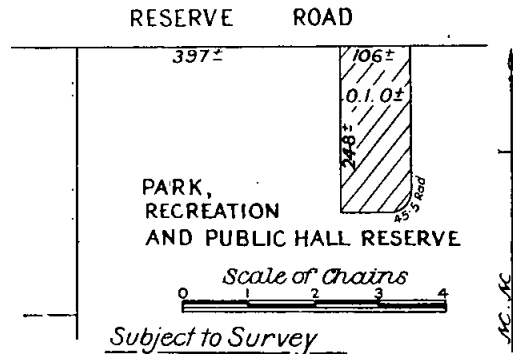 RESERVE ROAD
397± 106±
0.1.0±
248±
45.5 Rad
PARK,
RECREATION
AND PUBLIC HALL RESERVE
Scale of Chains
0 1 2 3 4
Subject to Survey